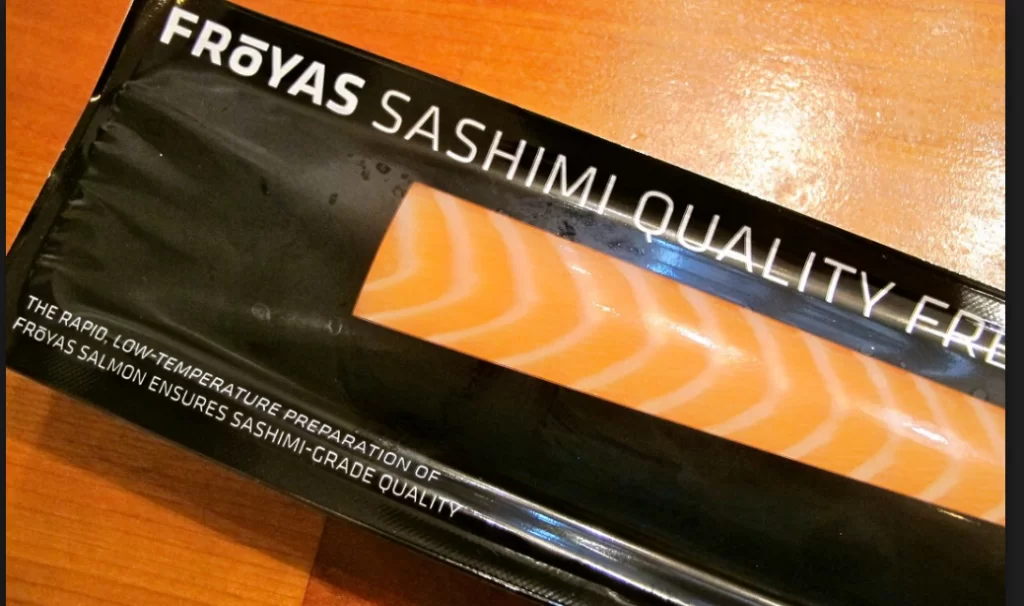 FRōYAS SASHIMI QUALITY FRE
THE RAPID, LOW-TEMPERATURE PREPARATION OF
FRōYAS SALMON ENSURES SASHIMI-GRADE QUALITY